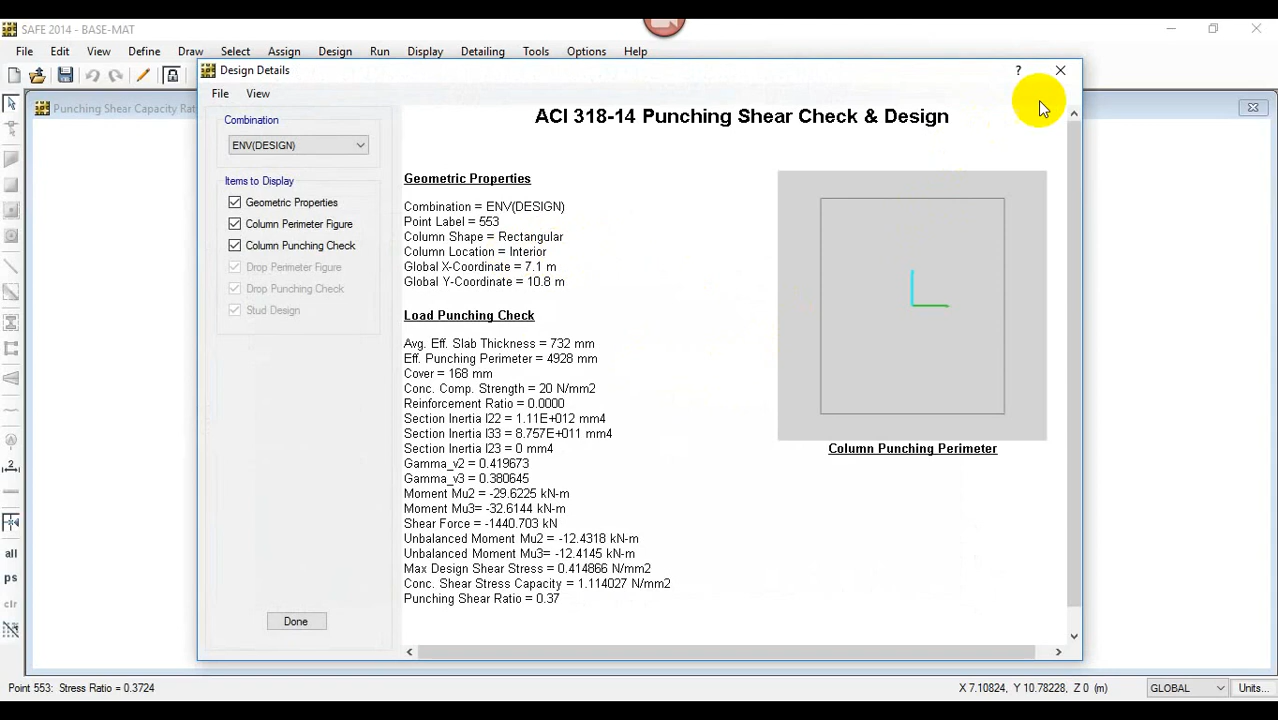 SAFE 2014 - BASE-MAT
File Edit View Define Draw Select Assign Design Run Display Detailing Tools Options Help
Design Details
?
File View
Punching Shear Capacity Rat
Combination
ENV(DESIGN)
Items to Display
Geometric Properties
Column Perimeter Figure
Column Punching Check
Drop Perimeter Figure
Drop Punching Check
Stud Design
Done
ACI 318-14 Punching Shear Check & Design
Geometric Properties
Combination = ENV(DESIGN)
Point Label = 553
Column Shape = Rectangular
Column Location = Interior
Global X-Coordinate = 7.1 m
Global Y-Coordinate = 10.8 m
Load Punching Check
Avg. Eff. Slab Thickness = 732 mm
Eff. Punching Perimeter = 4928 mm
Cover = 168 mm
Conc. Comp. Strength = 20 N/mm2
Reinforcement Ratio = 0.0000
Section Inertia I22 = 1.11E+012 mm4
Section Inertia I33 = 8.757E+011 mm4
Section Inertia I23 = 0 mm4
Gamma_v2 = 0.419673
Gamma_v3 = 0.380645
Moment Mu2 = -29.6225 kN-m
Moment Mu3= -32.6144 kN-m
Shear Force = -1440.703 kN
Unbalanced Moment Mu2 = -12.4318 kN-m
Unbalanced Moment Mu3= -12.4145 kN-m
Max Design Shear Stress = 0.414866 N/mm2
Conc. Shear Stress Capacity = 1.114027 N/mm2
Punching Shear Ratio = 0.37
Column Punching Perimeter
2
all
ps
clr
Point 553: Stress Ratio = 0.3724
X 7.10824, Y 10.78228, Z 0 (m)
GLOBAL
Units...